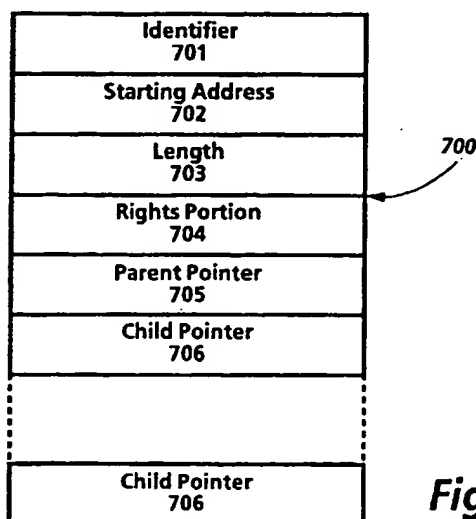 Identifier
701
Starting Address
702
Length
703
700
Rights Portion
704
Parent Pointer
705
Child Pointer
706
Child Pointer
706
Fig